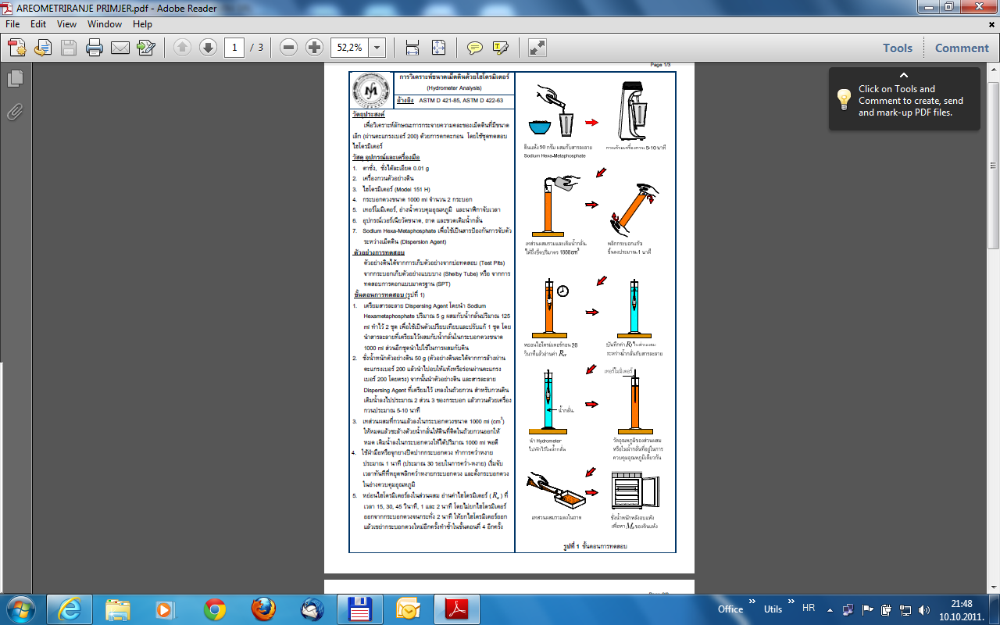 AREOMETRIRANJE PRIMJER.pdf - Adobe Reader
File Edit View Window Help
1 / 3 52,2% Tools Comment
Click on Tools and
Comment to create, send
and mark-up PDF files.
Page 1/3
การวิเคราะห์ขนาดเม็ดดินด้วยไฮโดรมิเตอร์
(Hydrometer Analysis)
อ้างอิง ASTM D 421-85, ASTM D 422-63
วัตถุประสงค์
เพื่อวิเคราะห์ลักษณะการกระจายความคละของเม็ดดินที่มีขนาด
เล็ก (ผ่านตะแกรงเบอร์ 200) ด้วยการตกตะกอน โดยใช้ชุดทดสอบ
ไฮโดรมิเตอร์
วัสดุ อุปกรณ์และเครื่องมือ
1. ตาชั่ง, ชั่งได้ละเอียด 0.01 g
2. เครื่องกวนตัวอย่างดิน
3. ไฮโดรมิเตอร์ (Model 151 H)
4. กระบอกตวงขนาด 1000 ml จำนวน 2 กระบอก
5. เทอร์โมมิเตอร์, อ่างน้ำควบคุมอุณหภูมิ และนาฬิกาจับเวลา
6. อุปกรณ์เวอร์เนียวัดขนาด, ถาด และขวดเติมน้ำกลั่น
7. Sodium Hexa-Metaphosphate เพื่อใช้เป็นสารป้องกันการจับตัว
ระหว่างเม็ดดิน (Dispersion Agent)
ตัวอย่างการทดสอบ
ตัวอย่างดินได้จากการเก็บตัวอย่างจากบ่อทดสอบ (Test Pits)
จากกระบอกเก็บตัวอย่างแบบบาง (Shelby Tube) หรือ จากการ
ทดสอบการตอกแบบมาตรฐาน (SPT)
ขั้นตอนการทดสอบ (รูปที่ 1)
1. เตรียมสารละลาย Dispersing Agent โดยนำ Sodium
Hexametaphosphate ปริมาณ 5 g ผสมกับน้ำกลั่นปริมาณ 125
ml ทำไว้ 2 ชุด เพื่อใช้เป็นตัวเปรียบเทียบและปรับแก้ 1 ชุด โดย
นำสารละลายที่เตรียมไว้ผสมกับน้ำกลั่นในกระบอกตวงขนาด
1000 ml ส่วนอีกชุดนำไปใช้ในการผสมกับดิน
2. ชั่งน้ำหนักตัวอย่างดิน 50 g (ตัวอย่างดินจะได้จากการล้างผ่าน
ตะแกรงเบอร์ 200 แล้วนำไปอบให้แห้งหรือร่อนผ่านตะแกรง
เบอร์ 200 โดยตรง) จากนั้นนำตัวอย่างดิน และสารละลาย
Dispersing Agent ที่เตรียมไว้ เทลงในถ้วยกวน สำหรับกวนดิน
เติมน้ำลงไปประมาณ 2 ส่วน 3 ของกระบอก แล้วกวนด้วยเครื่อง
กวนประมาณ 5-10 นาที
3. เทส่วนผสมที่กวนแล้วลงในกระบอกตวงขนาด 1000 ml (cm³)
ให้หมดแล้วชะล้างด้วยน้ำกลั่นให้ดินที่ติดในถ้วยกวนออกให้
หมด เติมน้ำลงในกระบอกตวงให้ได้ปริมาณ 1000 ml พอดี
4. ใช้ฝ่ามือหรือจุกยางปิดปากกระบอกตวง ทำการคว่ำหงาย
ประมาณ 1 นาที (ประมาณ 30 รอบในการคว่ำ-หงาย) เริ่มจับ
เวลาทันทีที่หยุดพลิกคว่ำหงายกระบอกตวง และตั้งกระบอกตวง
ในอ่างควบคุมอุณหภูมิ
5. หย่อนไฮโดรมิเตอร์ลงในส่วนผสม อ่านค่าไฮโดรมิเตอร์ (Rₐ) ที่
เวลา 15, 30, 45 วินาที, 1 และ 2 นาที โดยไม่ยกไฮโดรมิเตอร์
ออกจากกระบอกตวงจนกระทั่ง 2 นาที ให้ยกไฮโดรมิเตอร์ออก
แล้วเขย่ากระบอกตวงใหม่อีกครั้งทำซ้ำในขั้นตอนที่ 4 อีกครั้ง
ดินแห้ง 50 กรัม ผสมกับสารละลาย
Sodium Hexa-Metaphosphate
กวนด้วยเครื่องกวน 5-10 นาที
เทส่วนผสมรวมและเติมน้ำกลั่น
ให้ถึงขีดปริมาตร 1000 cm³
พลิกกระบอกแก้ว
ขึ้นลงประมาณ 1 นาที
หย่อนไฮโดรมิเตอร์ก่อน 20
วินาทีแล้วอ่านค่า Rₐ
บันทึกค่า
ระหว่างน้ำกลั่นกับสารละลาย
เทอร์โมมิเตอร์
น้ำกลั่น
นำ Hydrometer
ไปพักไว้ในน้ำกลั่น
วัดอุณหภูมิของส่วนผสม
หรือในน้ำกลั่นที่อยู่ในการ
ควบคุมอุณหภูมิเดียวกัน
เทส่วนผสมรวมลงในถาด
ชั่งน้ำหนักหลังอบแห้ง
เพื่อหา Mₛ ของดินแห้ง
รูปที่ 1 ขั้นตอนการทดสอบ
Office » Utils » HR
21:48
10.10.2011.